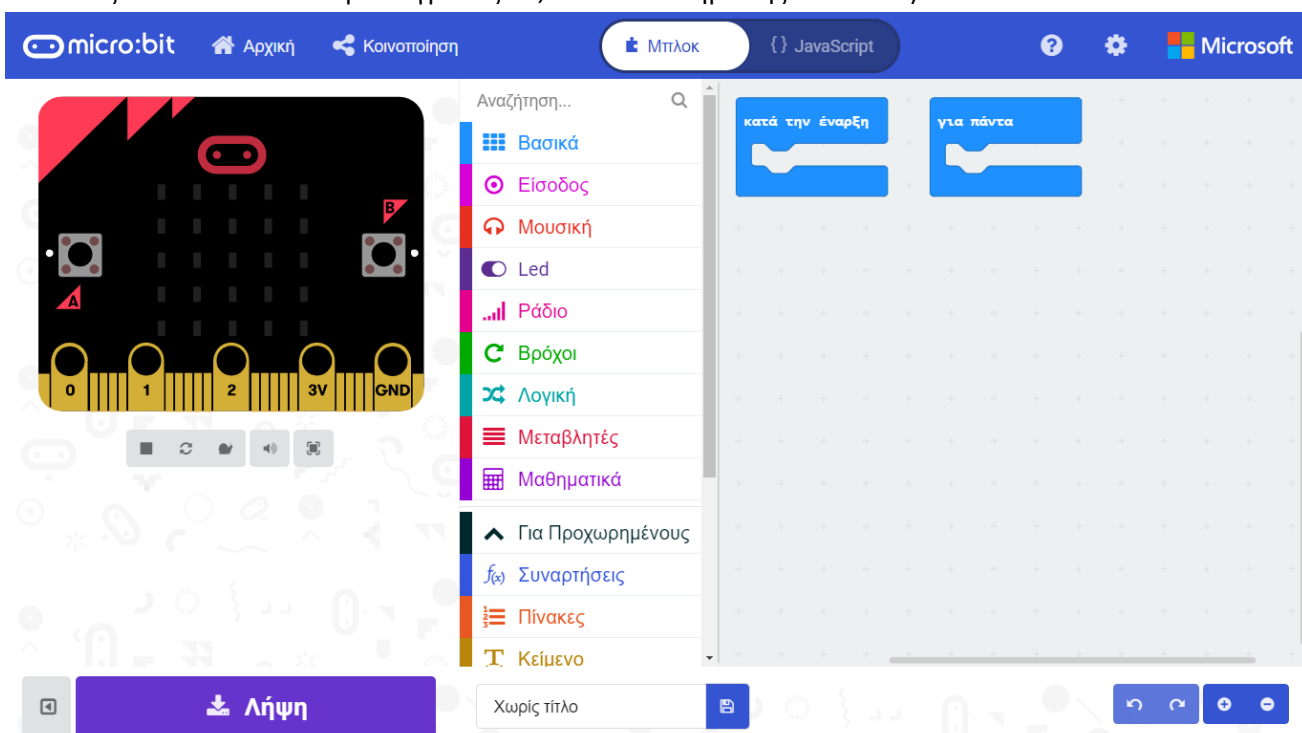 micro:bit Αρχική Κοινοποίηση Μπλοκ {} JavaScript ? Microsoft
Αναζήτηση...
Βασικά
Είσοδος
Μουσική
Led
Ράδιο
Βρόχοι
Λογική
Μεταβλητές
Μαθηματικά
Για Προχωρημένους
f(x) Συναρτήσεις
Πίνακες
T Κείμενο
κατά την έναρξη
για πάντα
B
A
0 1 2 3V GND
Λήψη
Χωρίς τίτλο